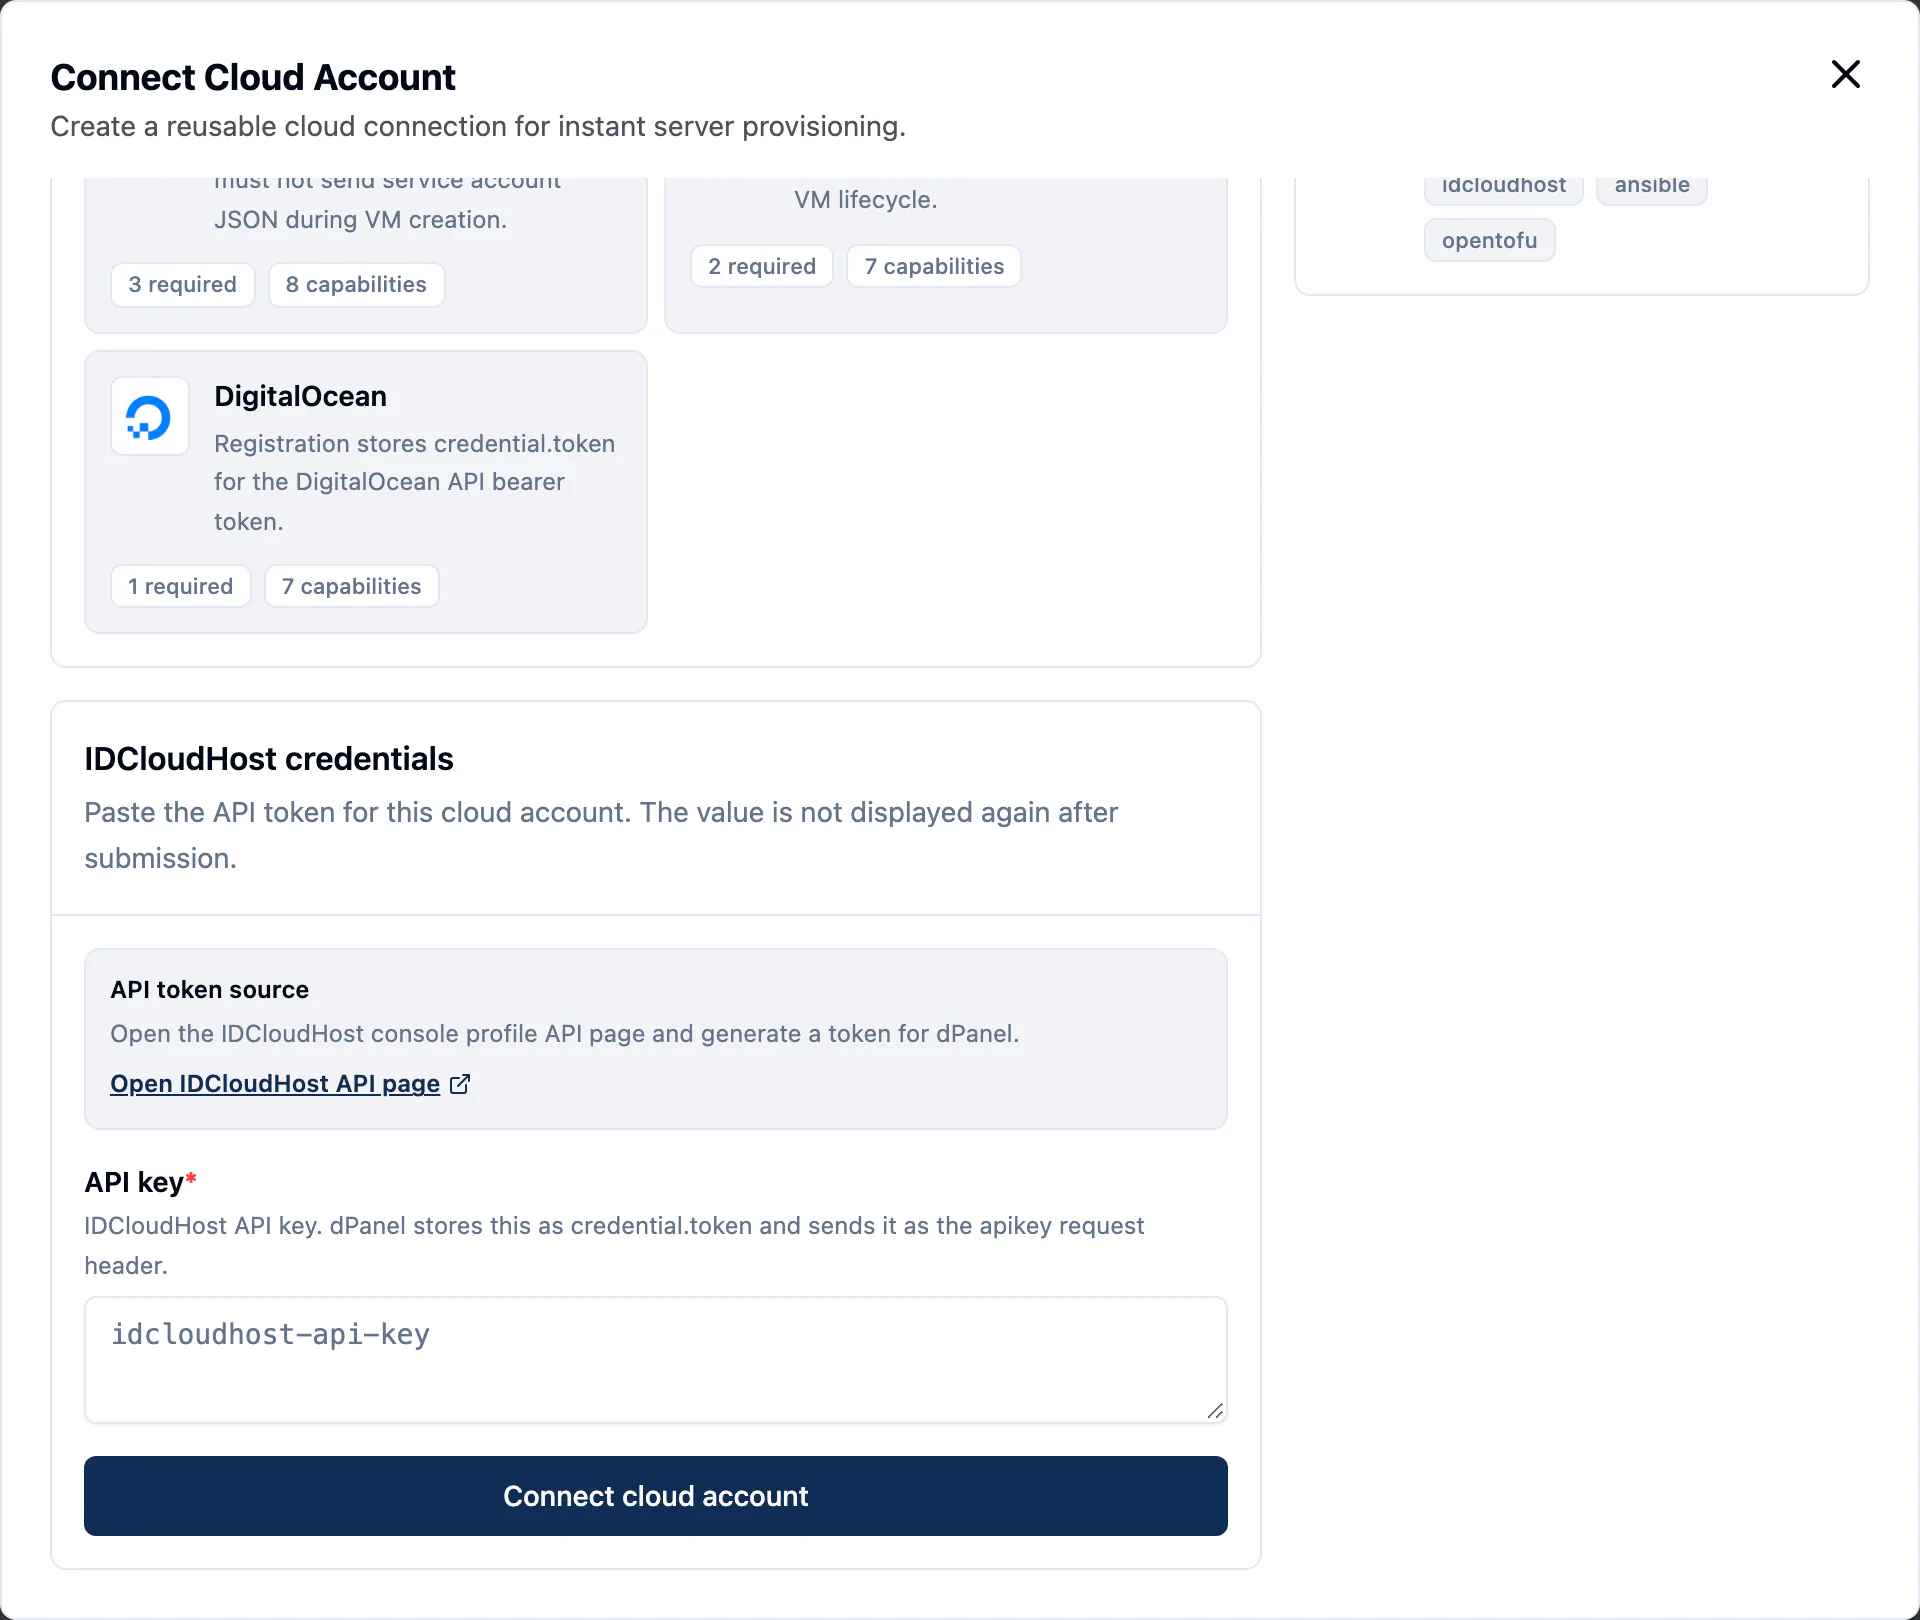 Connect Cloud Account
Create a reusable cloud connection for instant server provisioning.
must not send service account
JSON during VM creation.
3 required
8 capabilities
VM lifecycle.
2 required
7 capabilities
idcloudhost
ansible
opentofu
DigitalOcean
Registration stores credential.token
for the DigitalOcean API bearer
token.
1 required
7 capabilities
IDCloudHost credentials
Paste the API token for this cloud account. The value is not displayed again after
submission.
API token source
Open the IDCloudHost console profile API page and generate a token for dPanel.
Open IDCloudHost API page
API key*
IDCloudHost API key. dPanel stores this as credential.token and sends it as the apikey request
header.
idcloudhost-api-key
Connect cloud account